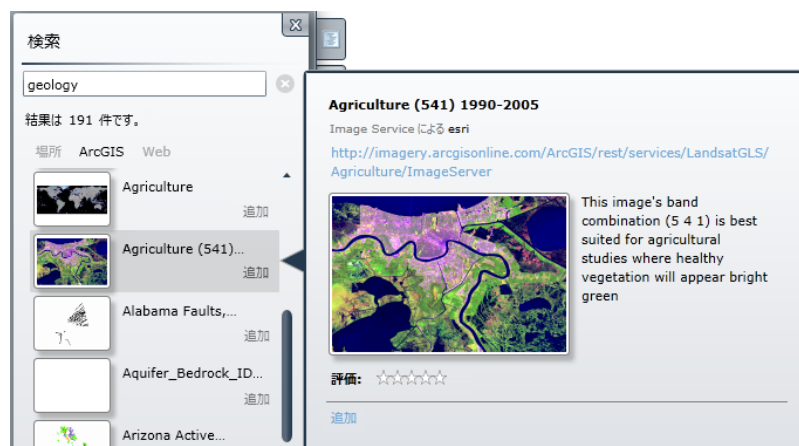 検索
geology
結果は 191 件です。
場所 ArcGIS Web
Agriculture
追加
Agriculture (541)...
追加
Alabama Faults,...
追加
Aquifer_Bedrock_ID...
追加
Arizona Active...
Agriculture (541) 1990-2005
Image Service による esri
http://imagery.arcgisonline.com/ArcGIS/rest/services/LandsatGLS/
Agriculture/ImageServer
This image's band
combination (5 4 1) is best
suited for agricultural
studies where healthy
vegetation will appear bright
green
評価:
追加